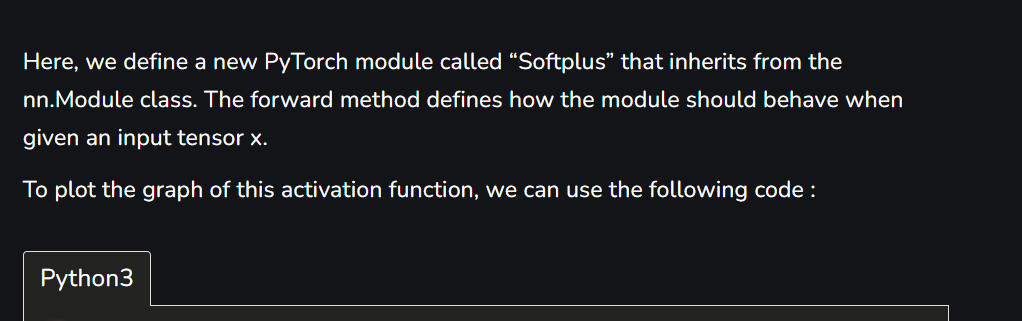 Here, we define a new PyTorch module called “Softplus” that inherits from the
nn.Module class. The forward method defines how the module should behave when
given an input tensor x.
To plot the graph of this activation function, we can use the following code :
Python3